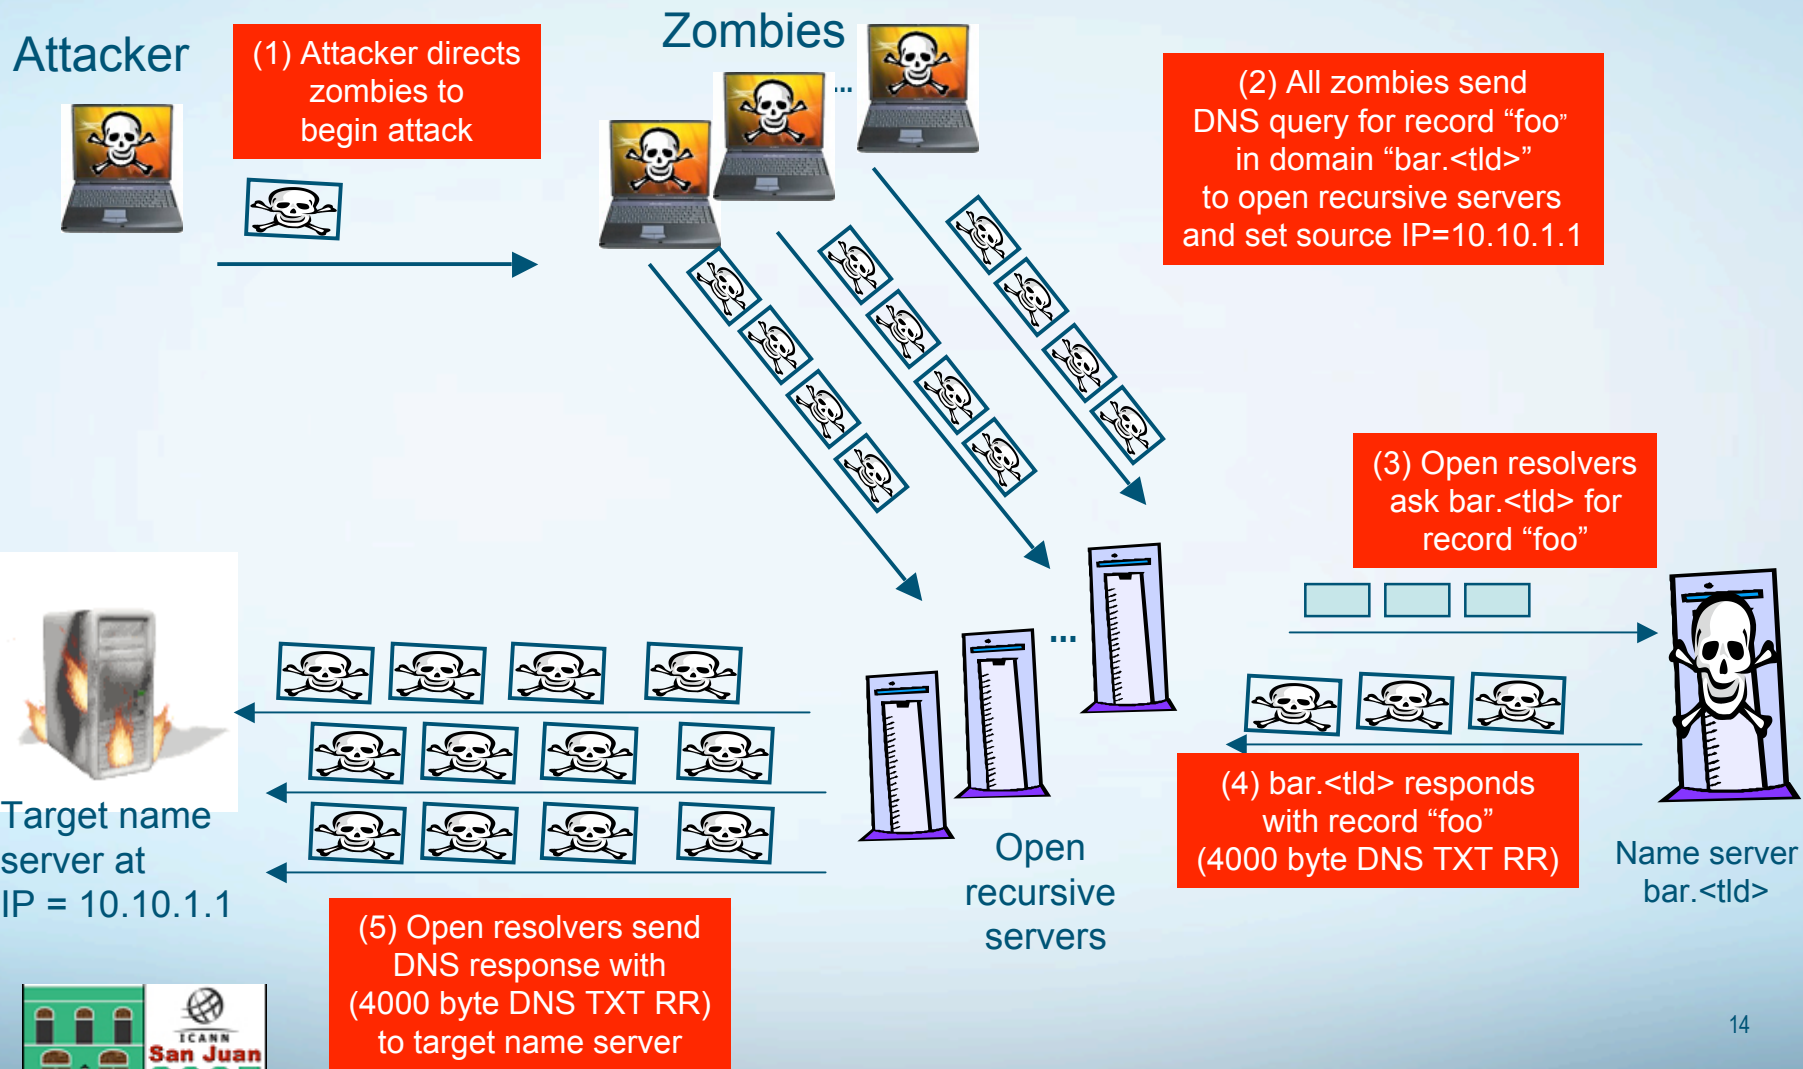 Attacker
(1) Attacker directs
zombies to
begin attack
Zombies
...
(2) All zombies send
DNS query for record “foo”
in domain “bar.<tld>”
to open recursive servers
and set source IP=10.10.1.1
(3) Open resolvers
ask bar.<tld> for
record “foo”
...
(4) bar.<tld> responds
with record “foo”
(4000 byte DNS TXT RR)
Name server
bar.<tld>
Open
recursive
servers
Target name
server at
IP = 10.10.1.1
(5) Open resolvers send
DNS response with
(4000 byte DNS TXT RR)
to target name server
ICANN
San Juan
14